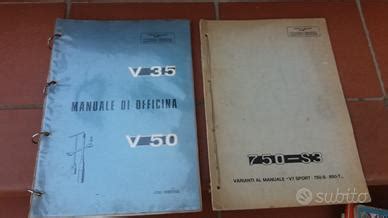 V 35
MANUALE DI OFFICINA
V 50
750-S3
VARIANTI AL MANUALE "V7 SPORT - 750 S - 850-T"
subito